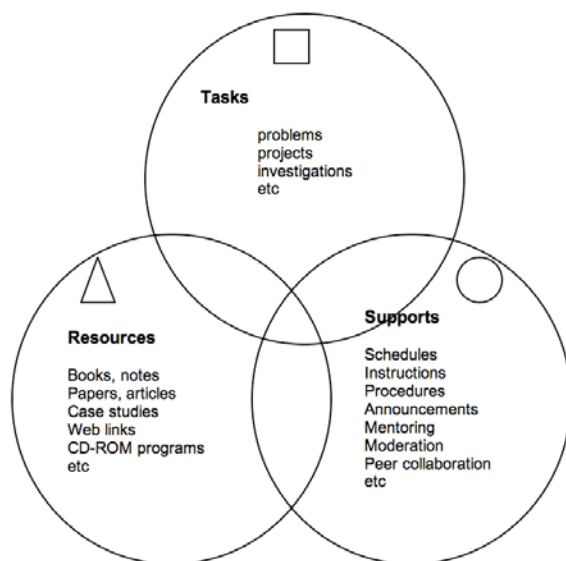 Tasks
problems
projects
investigations
etc
Resources
Books, notes
Papers, articles
Case studies
Web links
CD-ROM programs
etc
Supports
Schedules
Instructions
Procedures
Announcements
Mentoring
Moderation
Peer collaboration
etc